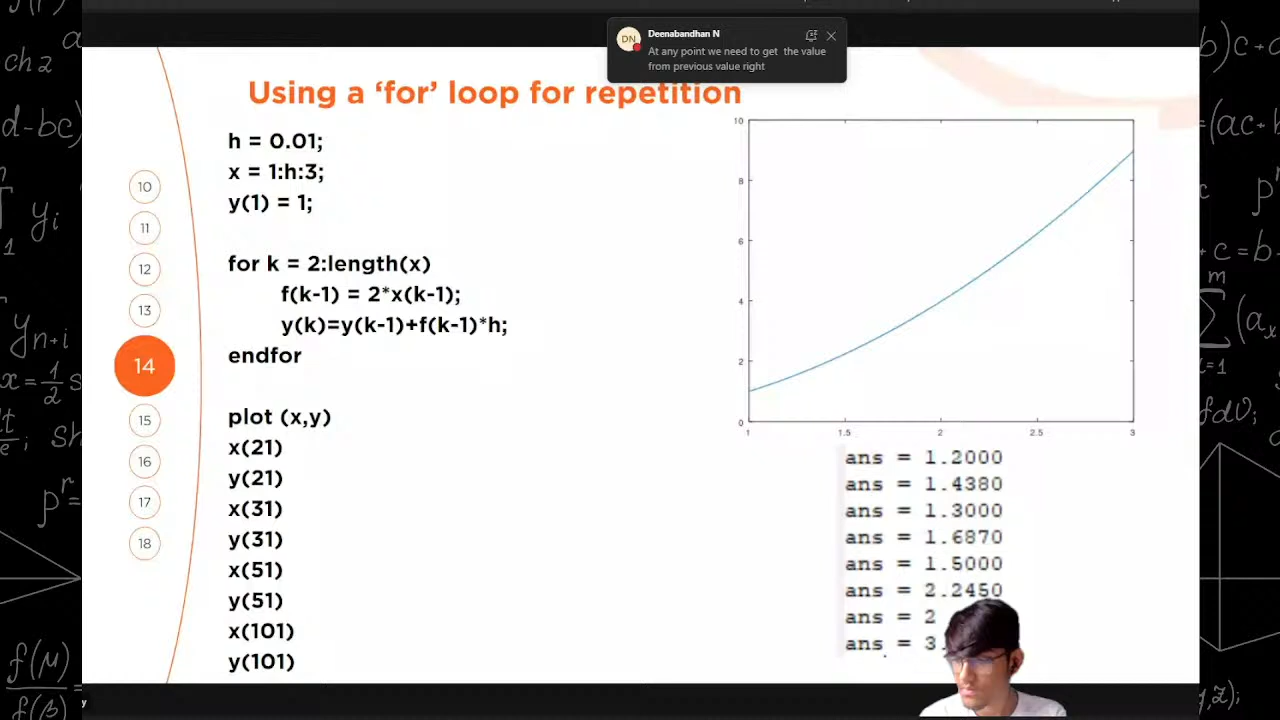 DN
Deenabandhan N
At any point we need to get the value
from previous value right
Using a ‘for’ loop for repetition
h = 0.01;
x = 1:h:3;
y(1) = 1;
for k = 2:length(x)
f(k-1) = 2*x(k-1);
y(k)=y(k-1)+f(k-1)*h;
endfor
plot (x,y)
x(21)
y(21)
x(31)
y(31)
x(51)
y(51)
x(101)
y(101)
10
11
12
13
14
15
16
17
18
10
8
6
4
2
0
1
1.5
2
2.5
3
ans = 1.2000
ans = 1.4380
ans = 1.3000
ans = 1.6870
ans = 1.5000
ans = 2.2450
ans = 2
ans = 3.